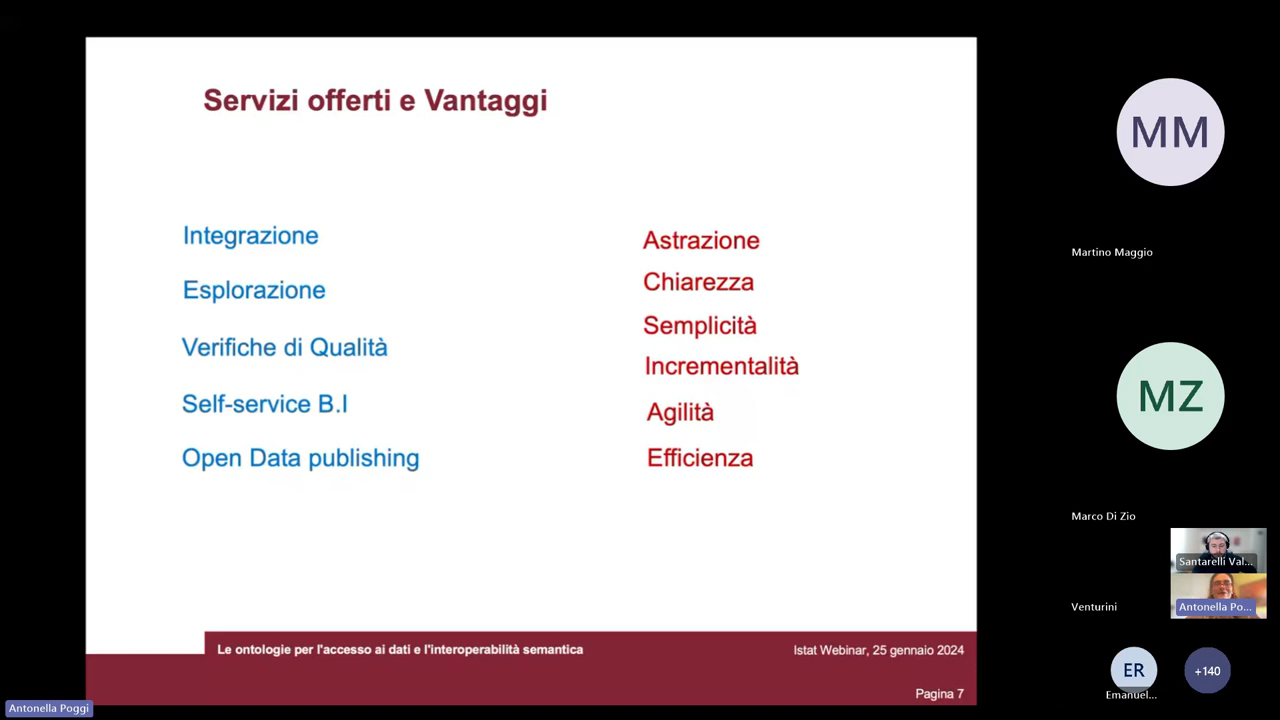 Servizi offerti e Vantaggi
Integrazione
Esplorazione
Verifiche di Qualità
Self-service B.I
Open Data publishing
Astrazione
Chiarezza
Semplicità
Incrementalità
Agilità
Efficienza
Le ontologie per l'accesso ai dati e l'interoperabilità semantica
Istat Webinar, 25 gennaio 2024
Pagina 7
Antonella Poggi
MM
Martino Maggio
MZ
Marco Di Zio
Santarelli Val...
Venturini
Antonella Po...
ER
+140
Emanuel...